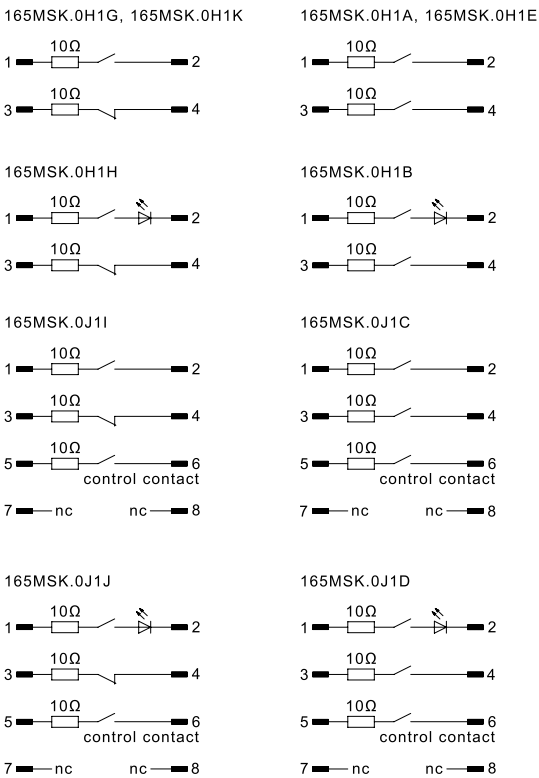 165MSK.0H1G, 165MSK.0H1K
10Ω
1 2
10Ω
3 4
165MSK.0H1A, 165MSK.0H1E
10Ω
1 2
10Ω
3 4
165MSK.0H1H
10Ω
1 2
10Ω
3 4
165MSK.0H1B
10Ω
1 2
10Ω
3 4
165MSK.0J1I
10Ω
1 2
10Ω
3 4
10Ω
5 6
control contact
7 nc nc 8
165MSK.0J1C
10Ω
1 2
10Ω
3 4
10Ω
5 6
control contact
7 nc nc 8
165MSK.0J1J
10Ω
1 2
10Ω
3 4
10Ω
5 6
control contact
7 nc nc 8
165MSK.0J1D
10Ω
1 2
10Ω
3 4
10Ω
5 6
control contact
7 nc nc 8